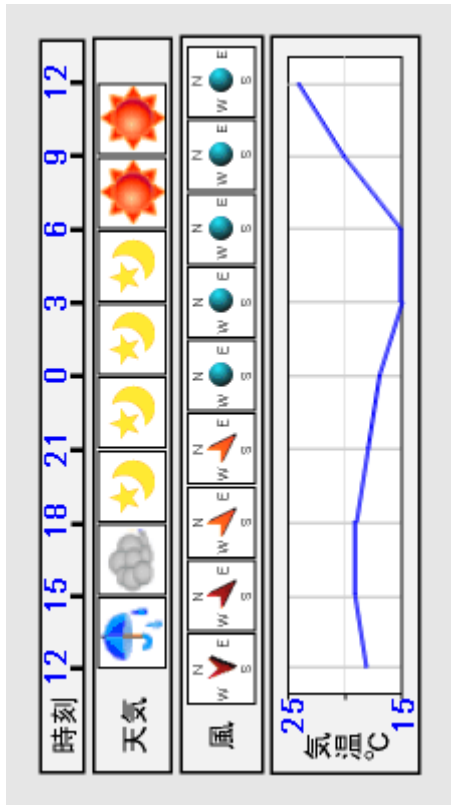 時刻 12 15 18 21 0 3 6 9 12
天気
N N N N N N N N N
風 W E W E W E W E W E W E W E W E W E
S S S S S S S S S
25
気温℃
15